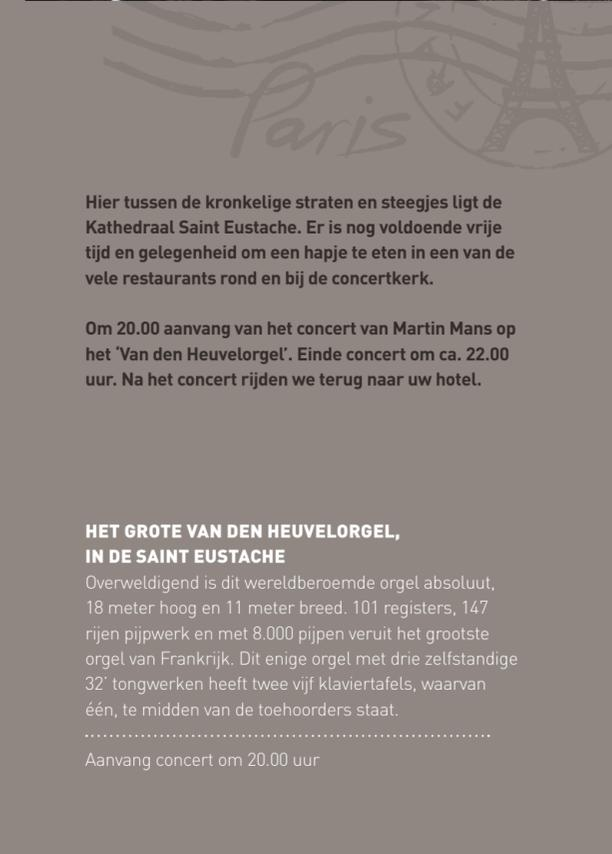 Paris
Hier tussen de kronkelige straten en steegjes ligt de
Kathedraal Saint Eustache. Er is nog voldoende vrije
tijd en gelegenheid om een hapje te eten in een van de
vele restaurants rond en bij de concertkerk.
Om 20.00 aanvang van het concert van Martin Mans op
het ‘Van den Heuvelorgel’. Einde concert om ca. 22.00
uur. Na het concert rijden we terug naar uw hotel.
HET GROTE VAN DEN HEUVELORGEL,
IN DE SAINT EUSTACHE
Overweldigend is dit wereldberoemde orgel absoluut,
18 meter hoog en 11 meter breed. 101 registers, 147
rijen pijpwerk en met 8.000 pijpen veruit het grootste
orgel van Frankrijk. Dit enige orgel met drie zelfstandige
32’ tongwerken heeft twee vijf klaviertafels, waarvan
één, te midden van de toehoorders staat.
Aanvang concert om 20.00 uur